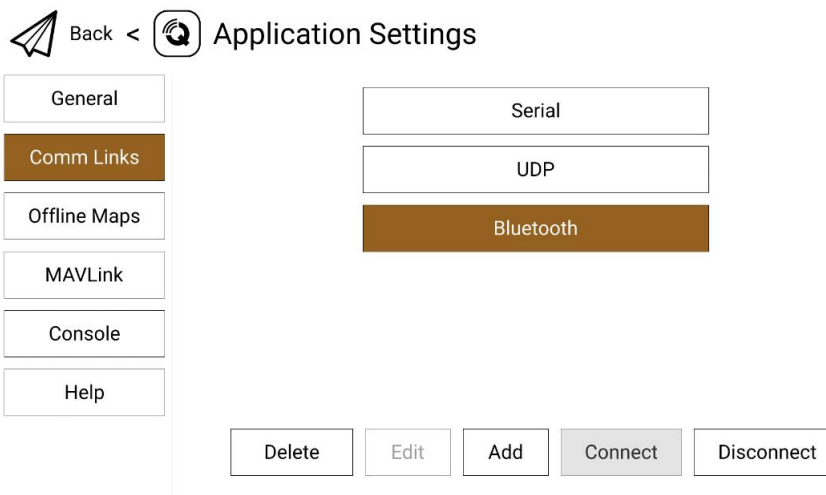 Back < Application Settings
General
Comm Links
Offline Maps
MAVLink
Console
Help
Serial
UDP
Bluetooth
Delete Edit Add Connect Disconnect